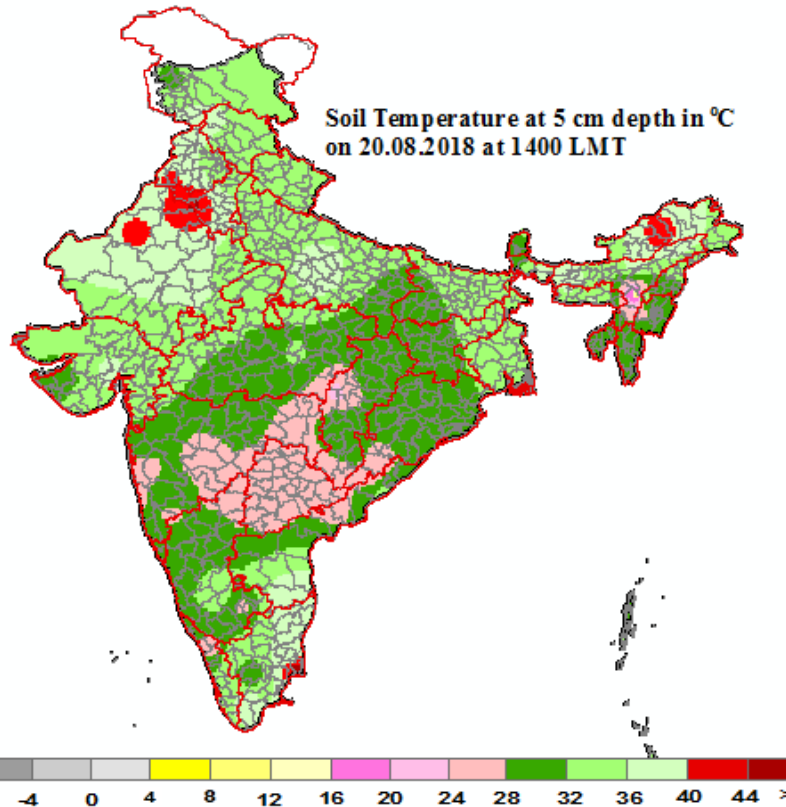 Soil Temperature at 5 cm depth in ⁰C
on 20.08.2018 at 1400 LMT
-4 0 4 8 12 16 20 24 28 32 36 40 44 >